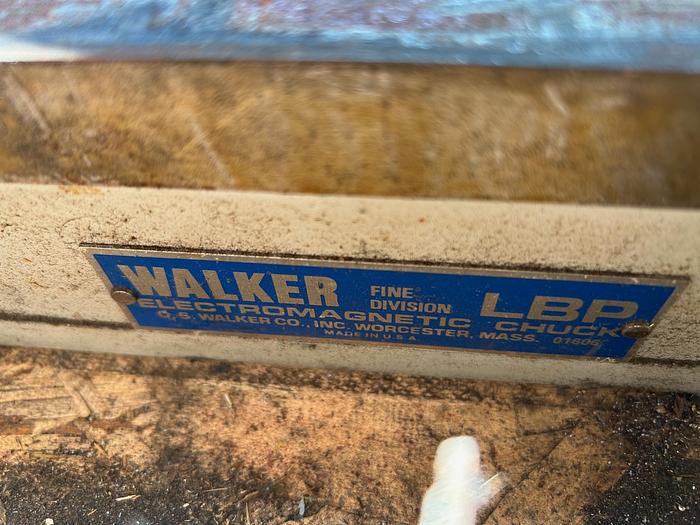 WALKER FINE DIVISION LBP
ELECTROMAGNETIC CHUCK
O. S. WALKER CO., INC. WORCESTER, MASS. 01606
MADE IN U S A